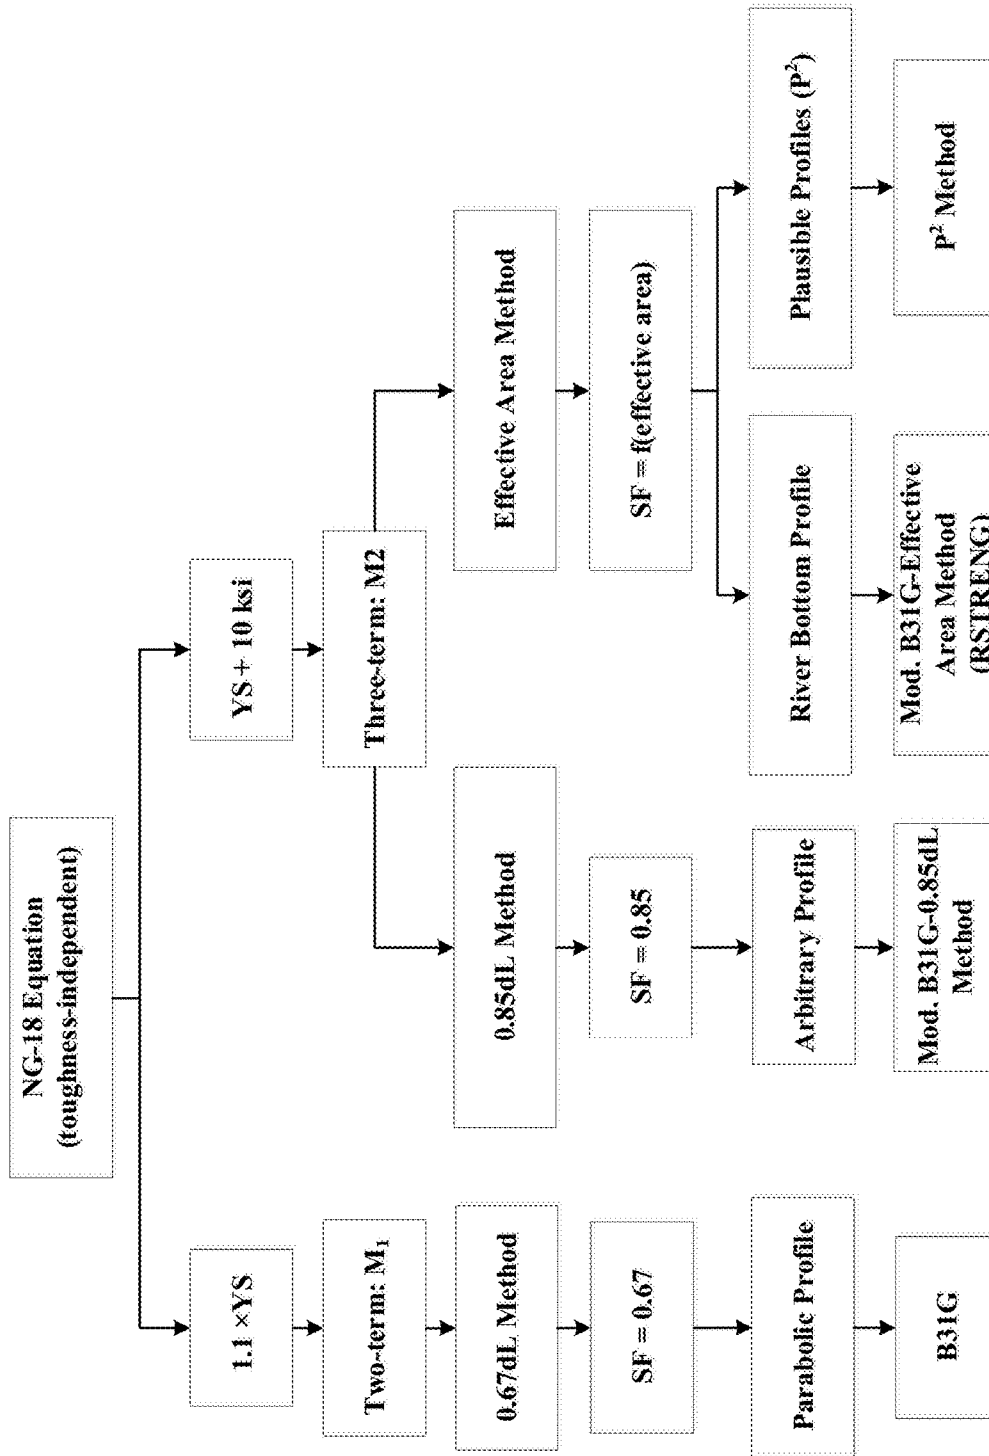 NG-18 Equation
(toughness-independent)
1.1 ×YS
YS + 10 ksi
Two-term: M₁
Three-term: M2
0.67dL Method
0.85dL Method
Effective Area Method
SF = 0.67
SF = 0.85
SF = f(effective area)
Parabolic Profile
Arbitrary Profile
River Bottom Profile
Plausible Profiles (P²)
B31G
Mod. B31G-0.85dL
Method
Mod. B31G-Effective
Area Method
(RSTRENG)
P² Method